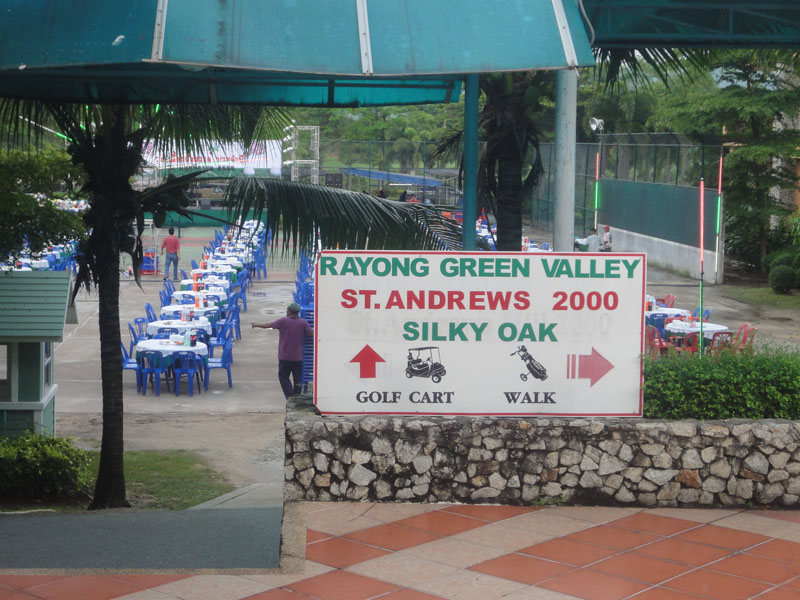 RAYONG GREEN VALLEY
ST. ANDREWS 2000
SILKY OAK
GOLF CART WALK